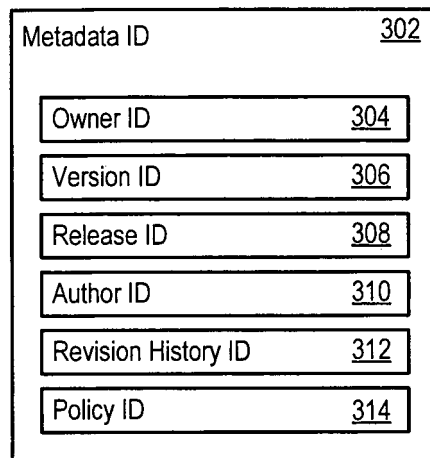 Metadata ID 302
Owner ID 304
Version ID 306
Release ID 308
Author ID 310
Revision History ID 312
Policy ID 314